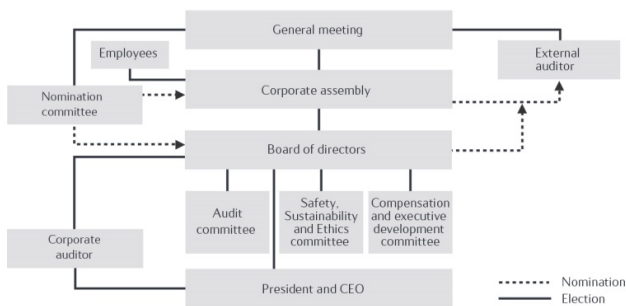 General meeting
Employees
External
auditor
Corporate assembly
Nomination
committee
Board of directors
Audit
committee
Safety,
Sustainability
and Ethics
committee
Compensation
and executive
development
committee
Corporate
auditor
President and CEO
Nomination
Election